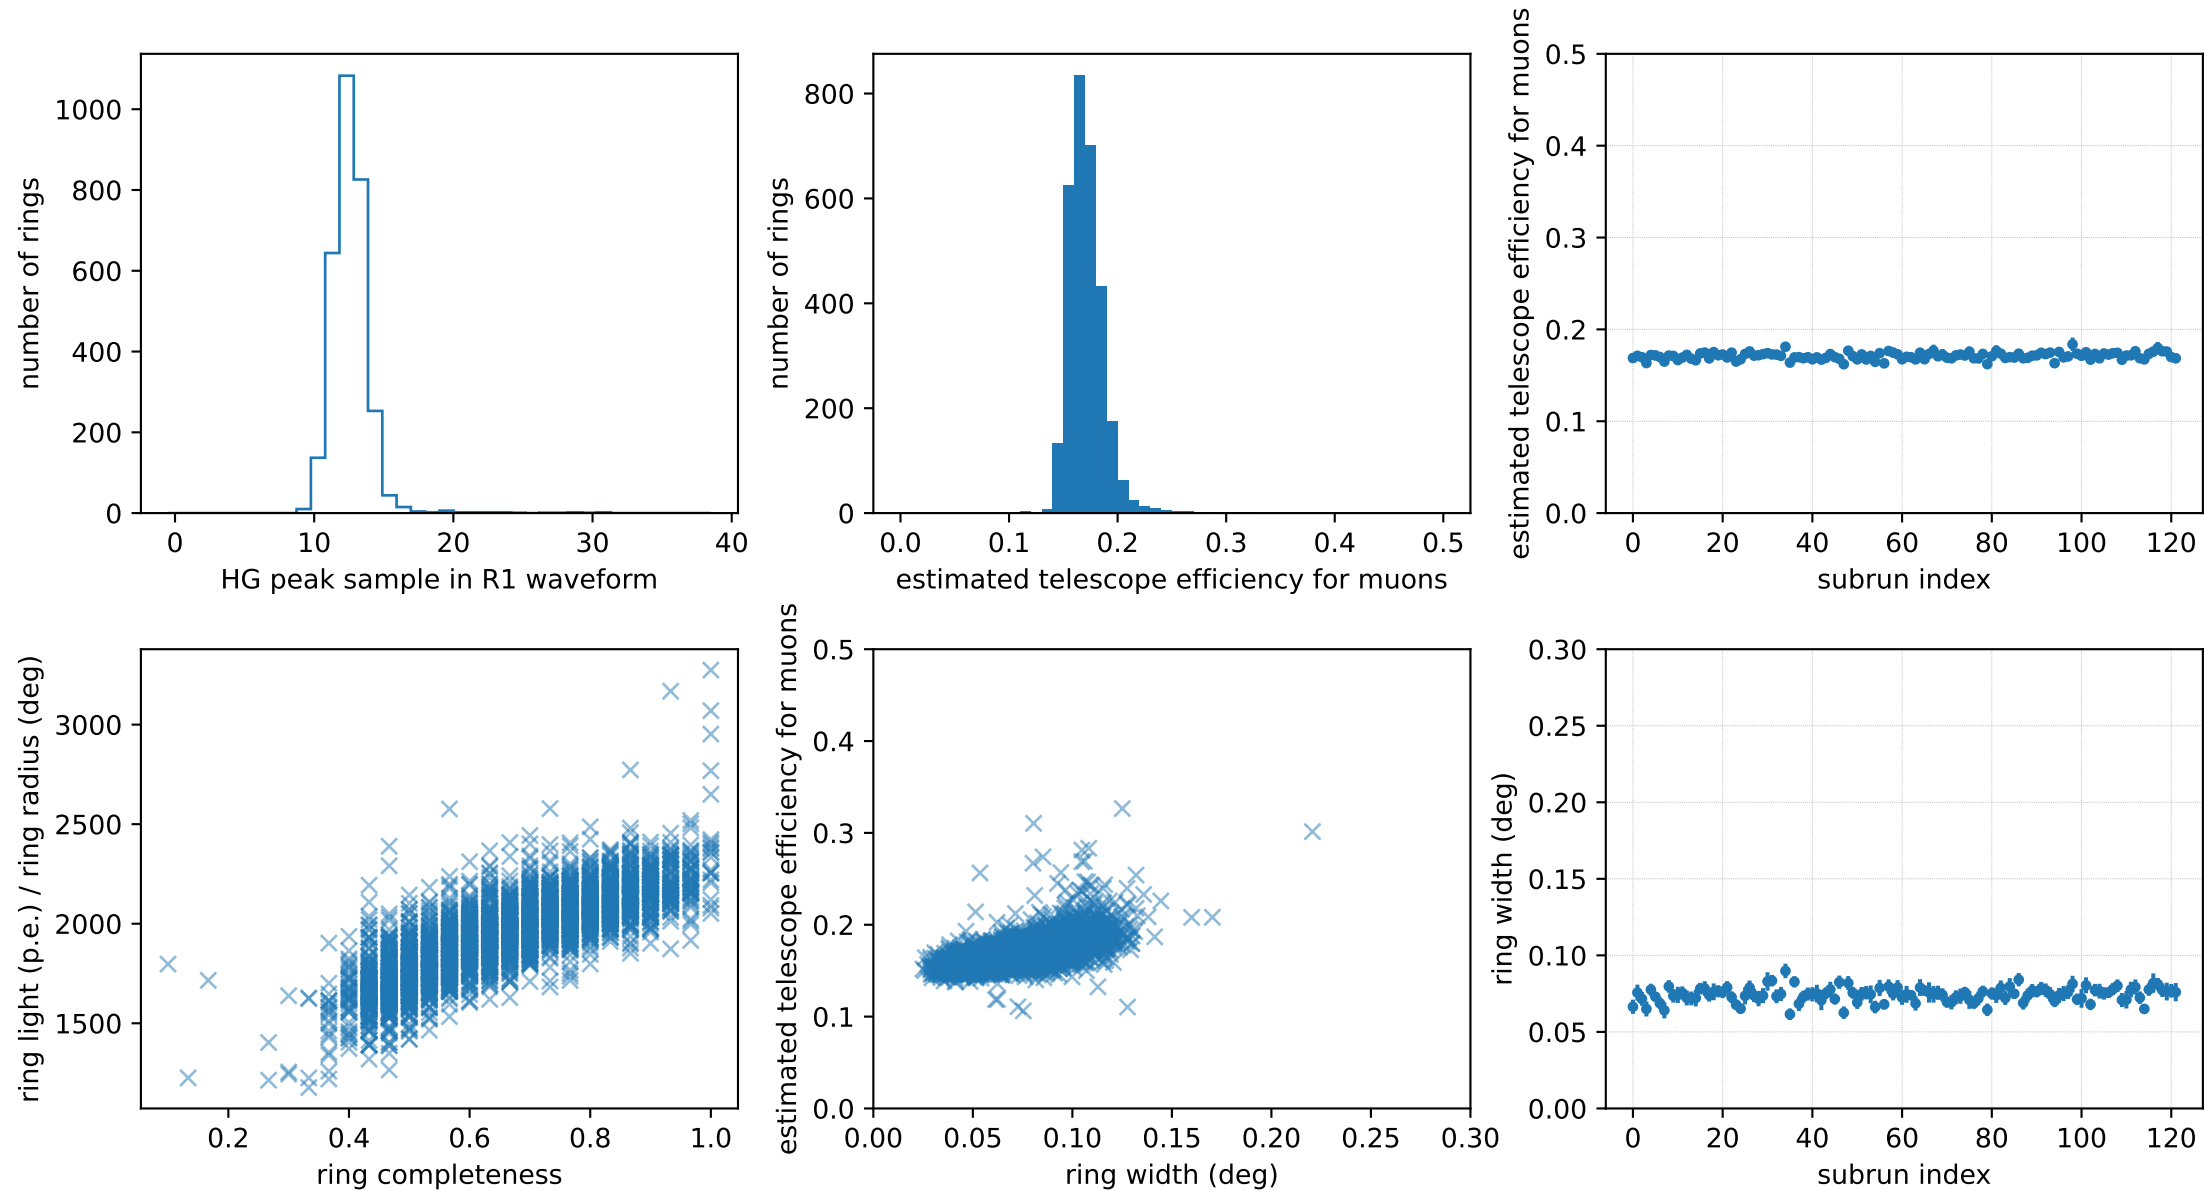 number of rings
1000
800
600
400
200
0
0 10 20 30 40
HG peak sample in R1 waveform
number of rings
800
600
400
200
0
0.0 0.1 0.2 0.3 0.4 0.5
estimated telescope efficiency for muons
estimated telescope efficiency for muons
0.5
0.4
0.3
0.2
0.1
0.0
0 20 40 60 80 100 120
subrun index
ring light (p.e.) / ring radius (deg)
3000
2500
2000
1500
0.2 0.4 0.6 0.8 1.0
ring completeness
estimated telescope efficiency for muons
0.5
0.4
0.3
0.2
0.1
0.0
0.00 0.05 0.10 0.15 0.20 0.25 0.30
ring width (deg)
ring width (deg)
0.30
0.25
0.20
0.15
0.10
0.05
0.00
0 20 40 60 80 100 120
subrun index